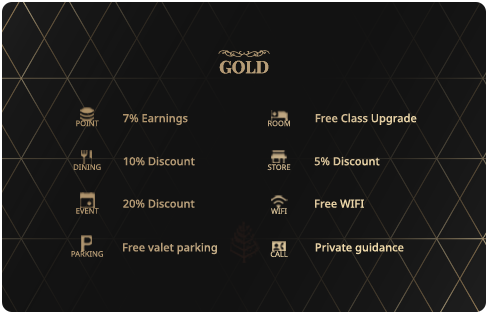 GOLD
POINT 7% Earnings
ROOM Free Class Upgrade
DINING 10% Discount
STORE 5% Discount
EVENT 20% Discount
WIFI Free WIFI
PARKING Free valet parking
CALL Private guidance